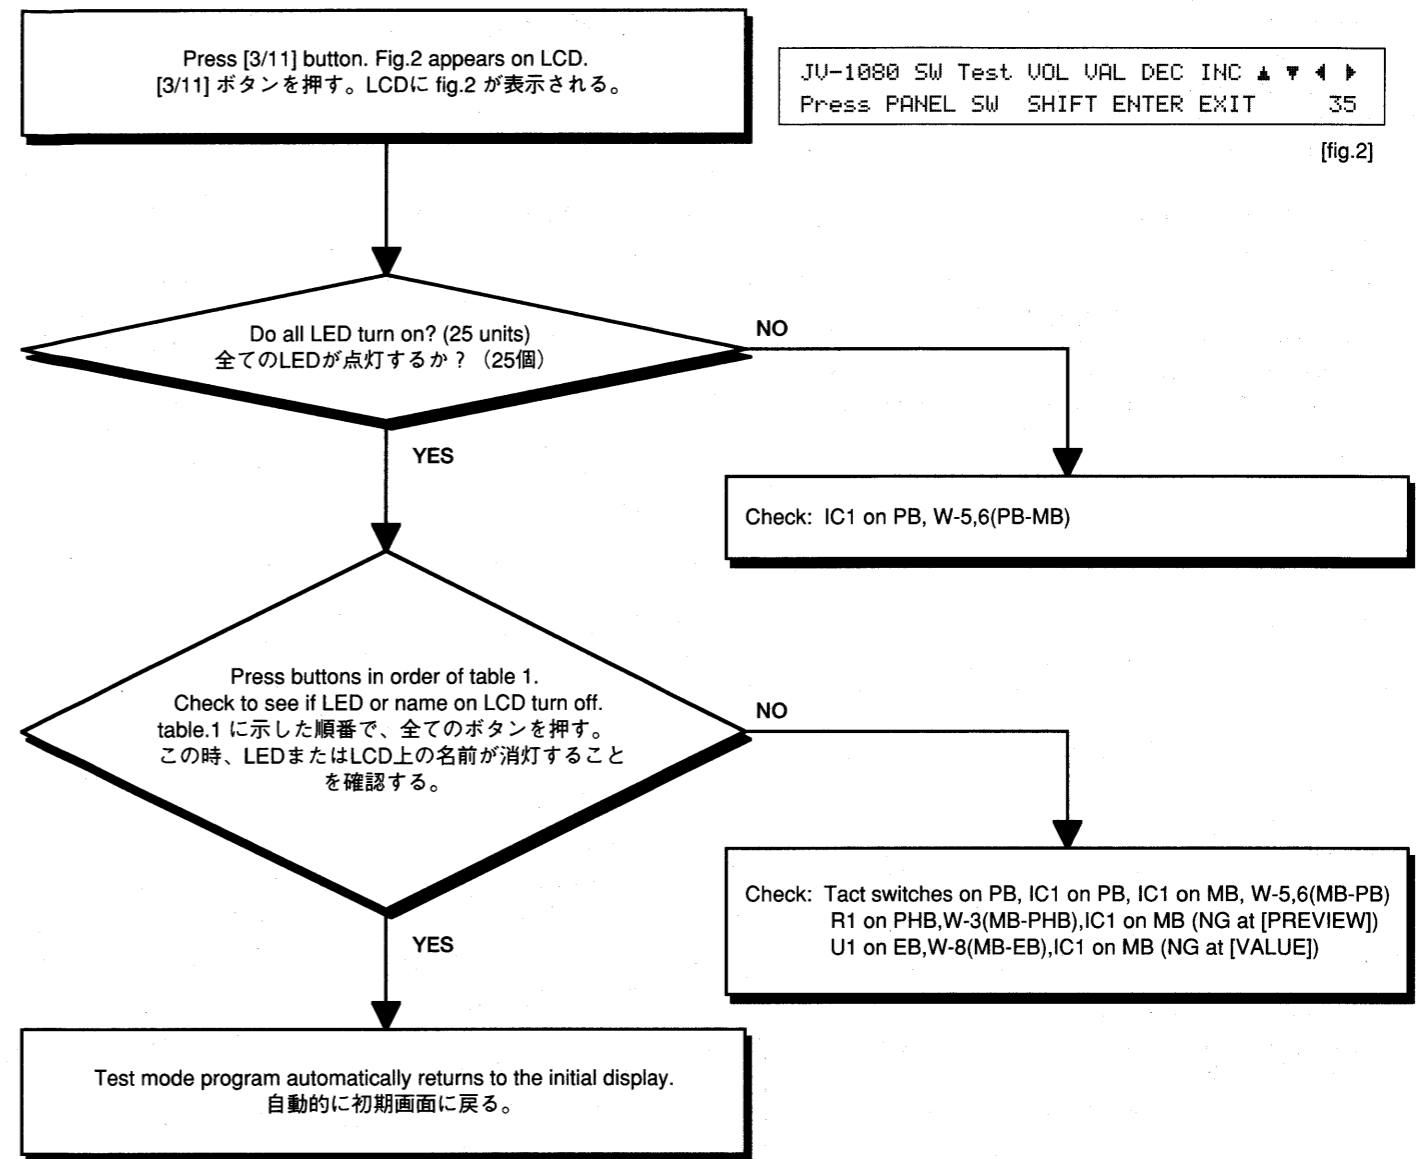 Press [3/11] button. Fig.2 appears on LCD.
[3/11] ボタンを押す。LCDに fig.2 が表示される。
JV-1080 SW Test VOL VAL DEC INC ▲ ▼ ◀ ▶
Press PANEL SW SHIFT ENTER EXIT 35
[fig.2]
Do all LED turn on? (25 units)
全てのLEDが点灯するか？（25個）
NO
YES
Check: IC1 on PB, W-5,6(PB-MB)
Press buttons in order of table 1.
Check to see if LED or name on LCD turn off.
table.1 に示した順番で、全てのボタンを押す。
この時、LEDまたはLCD上の名前が消灯すること
を確認する。
NO
YES
Check: Tact switches on PB, IC1 on PB, IC1 on MB, W-5,6(MB-PB)
R1 on PHB,W-3(MB-PHB),IC1 on MB (NG at [PREVIEW])
U1 on EB,W-8(MB-EB),IC1 on MB (NG at [VALUE])
Test mode program automatically returns to the initial display.
自動的に初期画面に戻る。